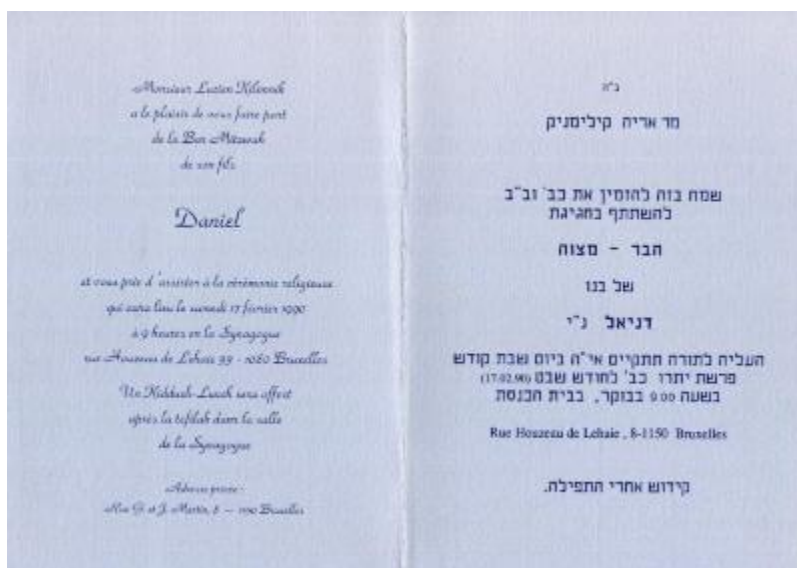 Monsieur Lucien
a le plaisir de vous faire part
de la Bar Mitzvah
de son fils
Daniel
et vous prie d'assister à la cérémonie religieuse
qui aura lieu le samedi 17 février 1990
à 9 heures en la Synagogue
rue Houzeau de Lehaie - Bruxelles
Un Kiddush-Lunch sera offert
après la tefilah dans la salle
de la Synagogue
Adresse privée :
Rue G. et J. Martin, 8 - Bruxelles
ב"ה
מר אריה קילימניק
שמח בזה להזמין את כב' וב"ב
להשתתף בחגיגת
הבר - מצוה
של בנו
דניאל נ"י
העליה לתורה תתקיים אי"ה ביום שבת קודש
פרשת יתרו כב' לחודש שבט (17.02.90)
בשעה 9.00 בבוקר, בבית הכנסת
Rue Houzeau de Lehaie , 8-1150 Bruxelles
קידוש אחרי התפילה.